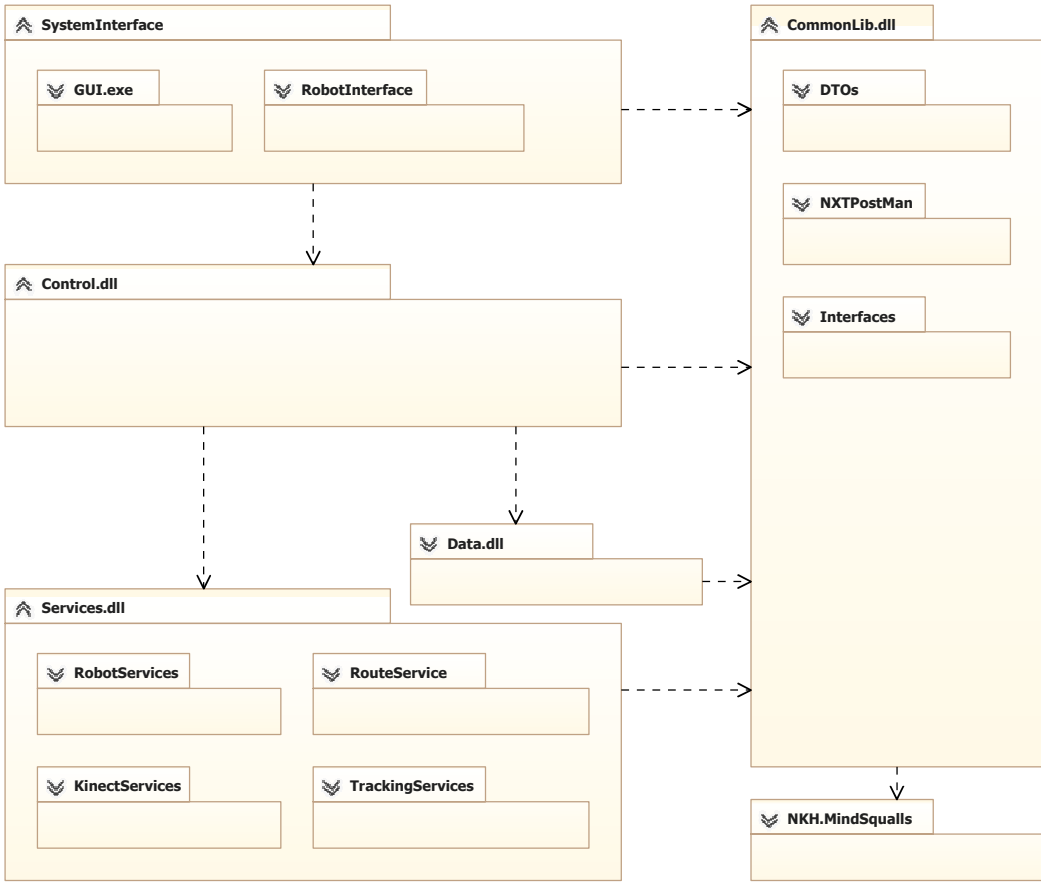 SystemInterface
GUI.exe
RobotInterface
CommonLib.dll
DTOs
NXTPostMan
Interfaces
Control.dll
Data.dll
Services.dll
RobotServices
RouteService
KinectServices
TrackingServices
NKH.MindSqualls